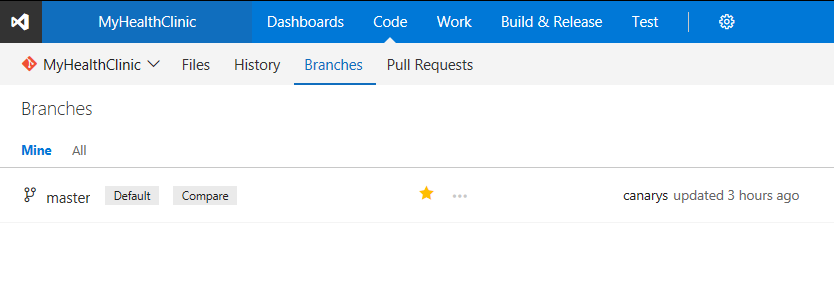 MyHealthClinic Dashboards Code Work Build & Release Test
MyHealthClinic Files History Branches Pull Requests
Branches
Mine All
master Default Compare canarys updated 3 hours ago